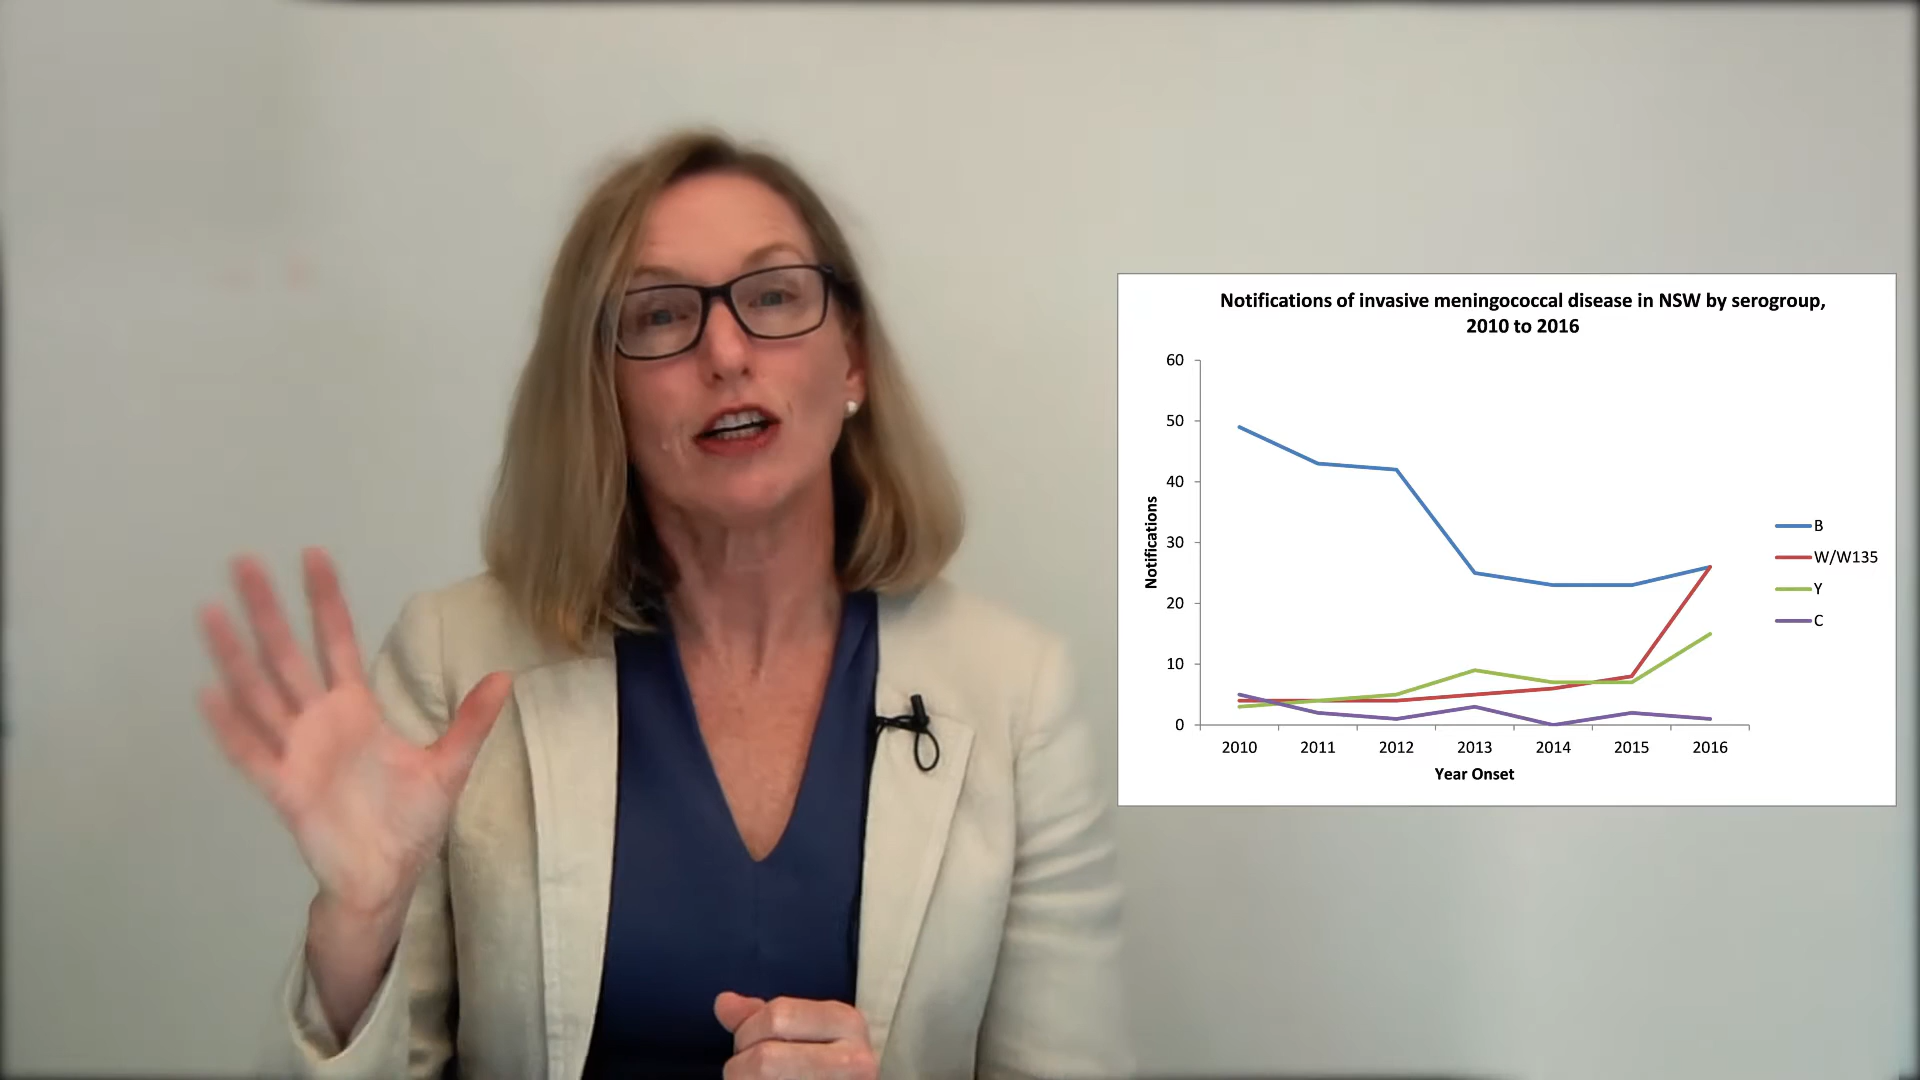 Notifications of invasive meningococcal disease in NSW by serogroup,
2010 to 2016
60
50
40
30
20
10
0
Notifications
2010 2011 2012 2013 2014 2015 2016
Year Onset
B
W/W135
Y
C